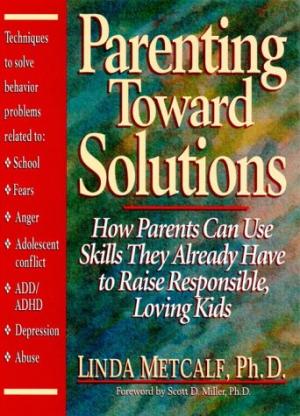 Techniques
to solve
behavior
problems
related to:
❖ School
❖ Fears
❖ Anger
❖ Adolescent
conflict
❖ ADD/
ADHD
❖ Depression
❖ Abuse
Parenting
Toward
Solutions
How Parents Can Use
Skills They Already Have
to Raise Responsible,
Loving Kids
LINDA METCALF, Ph.D.
Foreword by Scott D. Miller, Ph.D.